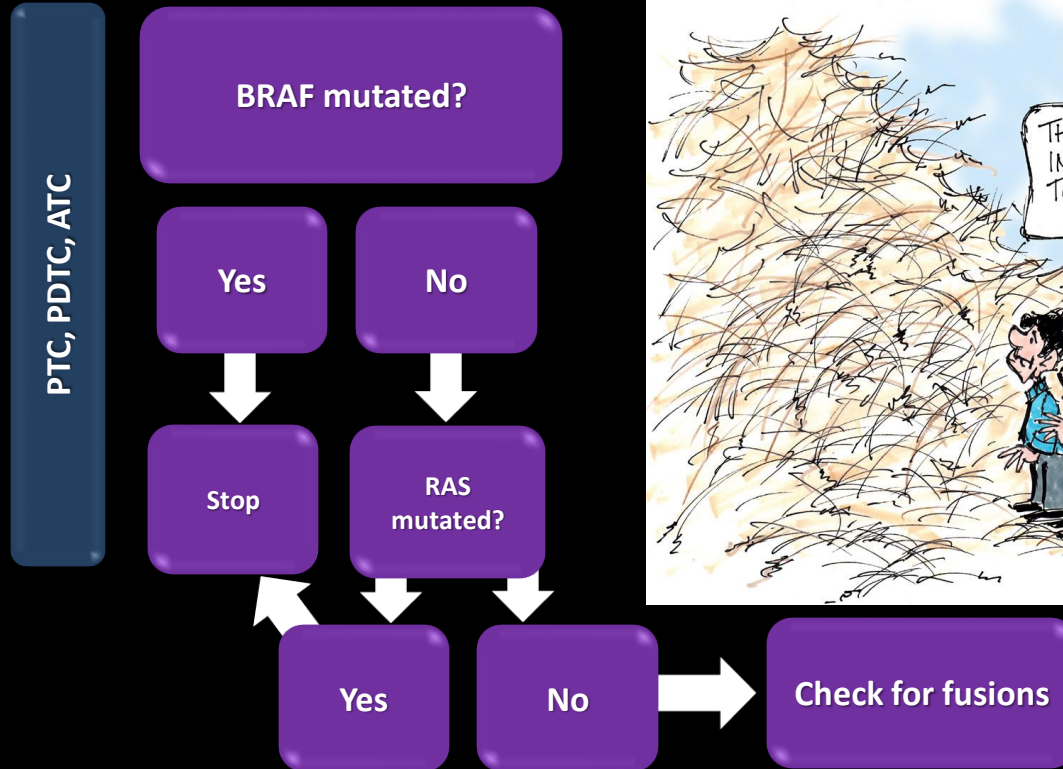 PTC, PDTC, ATC
BRAF mutated?
Yes
No
Stop
RAS
mutated?
Yes
No
Check for fusions